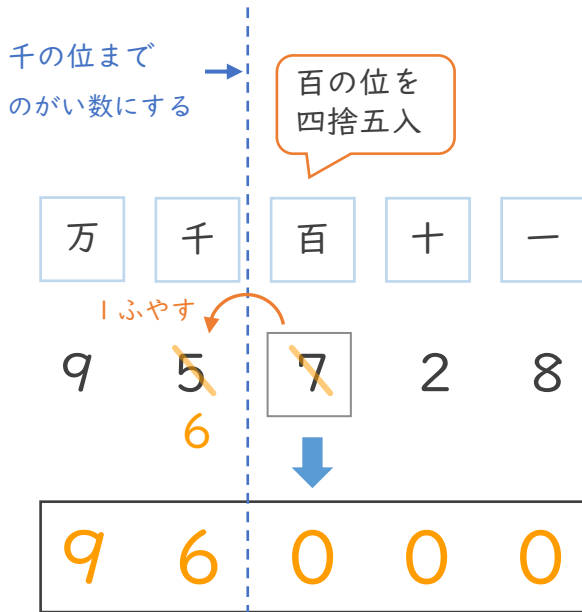 千の位まで
のがい数にする
百の位を
四捨五入
万 千 百 十 一
1ふやす
9 5 7 2 8
6
9 6 0 0 0